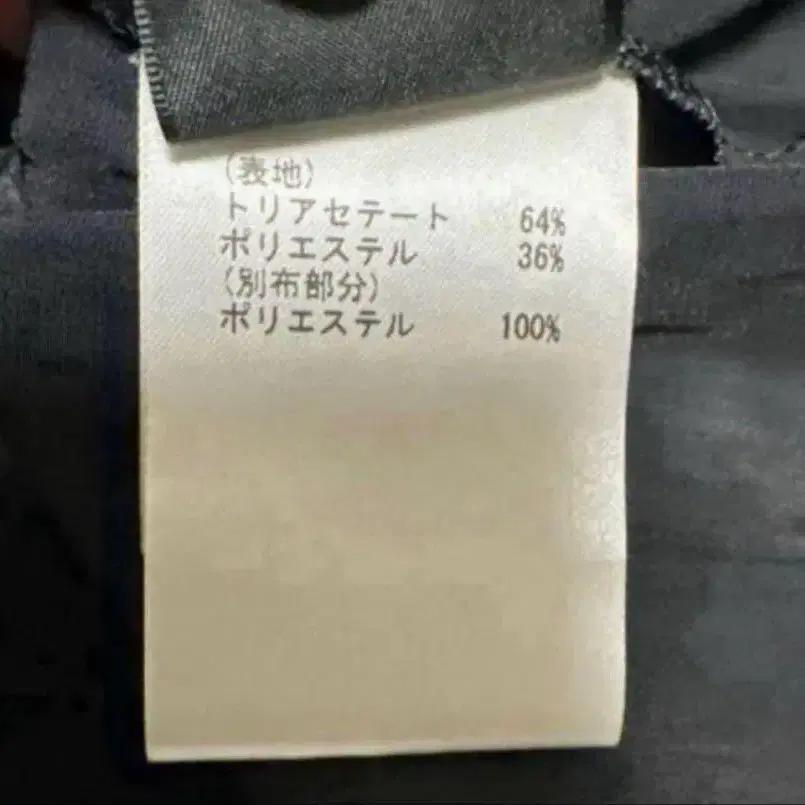 (表地)
トリアセテート 64%
ポリエステル 36%
(別布部分)
ポリエステル 100%